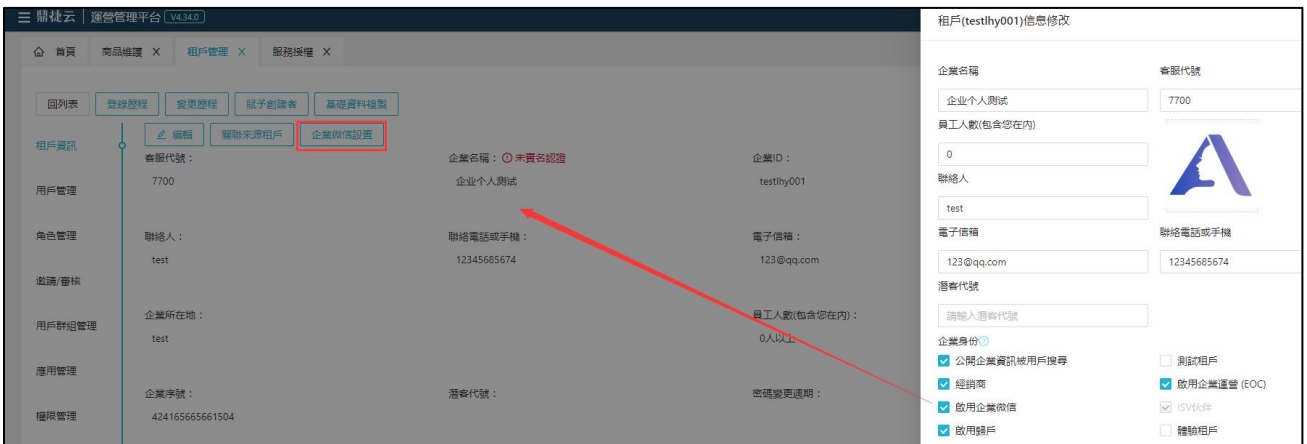 鼎捷云 運營管理平台 V4.34.0
首頁 商品維護 X 租戶管理 X 服務授權 X
回列表 登錄歷程 變更歷程 賦予創建者 基礎資料複製
編輯 關聯來源租戶 企業微信設置
租戶資訊
用戶管理
角色管理
邀請/審核
用戶群組管理
應用管理
權限管理
客服代號： 企業名稱： 未實名認證 企業ID：
7700 企业个人测试 testlhy001
聯絡人： 聯絡電話或手機： 電子信箱：
test 12345685674 123@qq.com
企業所在地： 員工人數(包含您在内)：
test 0人以上
企業序號： 潛客代號： 密碼變更週期：
424165665661504
租戶(testlhy001)信息修改
企業名稱 客服代號
企业个人测试 7700
員工人數(包含您在内)
0
聯絡人
test
電子信箱 聯絡電話或手機
123@qq.com 12345685674
潛客代號
請輸入潛客代號
企業身份
公開企業資訊被用戶搜尋 測試租戶
經銷商 啟用企業運營 (EOC)
啟用企業微信 ISV伙伴
啟用歸戶 體驗租戶